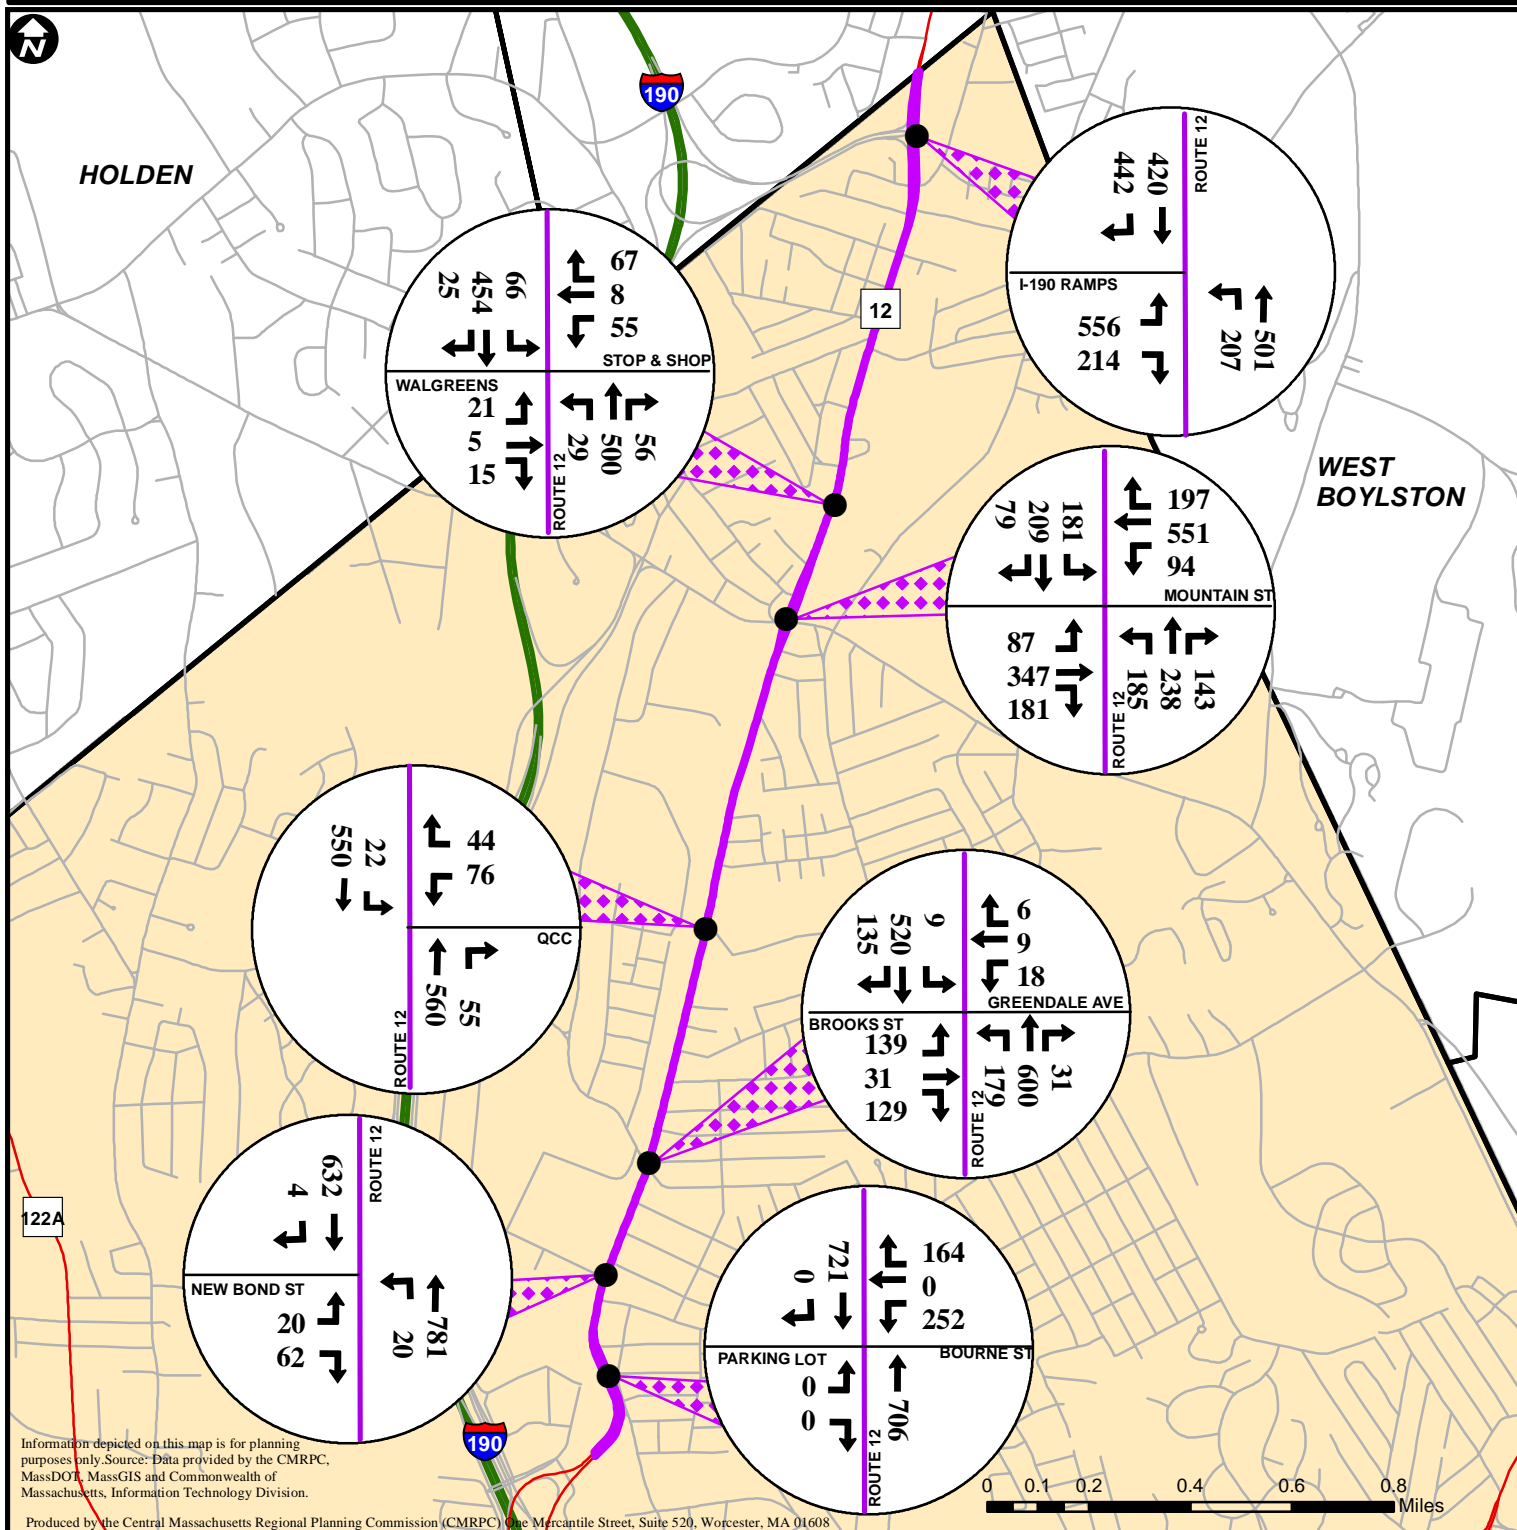 N
190
HOLDEN
12
WEST
BOYLSTON
122A
190
ROUTE 12
442
420
I-190 RAMPS
556
214
207
501
25
454
66
67
8
55
STOP & SHOP
WALGREENS
21
5
15
29
500
56
ROUTE 12
79
209
181
197
551
94
MOUNTAIN ST
87
347
181
185
238
143
ROUTE 12
550
22
44
76
QCC
560
55
ROUTE 12
135
520
9
6
9
18
GREENDALE AVE
BROOKS ST
139
31
129
179
600
31
ROUTE 12
ROUTE 12
4
632
NEW BOND ST
20
62
20
781
0
721
164
0
252
BOURNE ST
PARKING LOT
0
0
706
ROUTE 12
Information depicted on this map is for planning
purposes only.Source: Data provided by the CMRPC,
MassDOT, MassGIS and Commonwealth of
Massachusetts, Information Technology Division.
0 0.1 0.2 0.4 0.6 0.8
Miles
Produced by the Central Massachusetts Regional Planning Commission (CMRPC) One Mercantile Street, Suite 520, Worcester, MA 01608